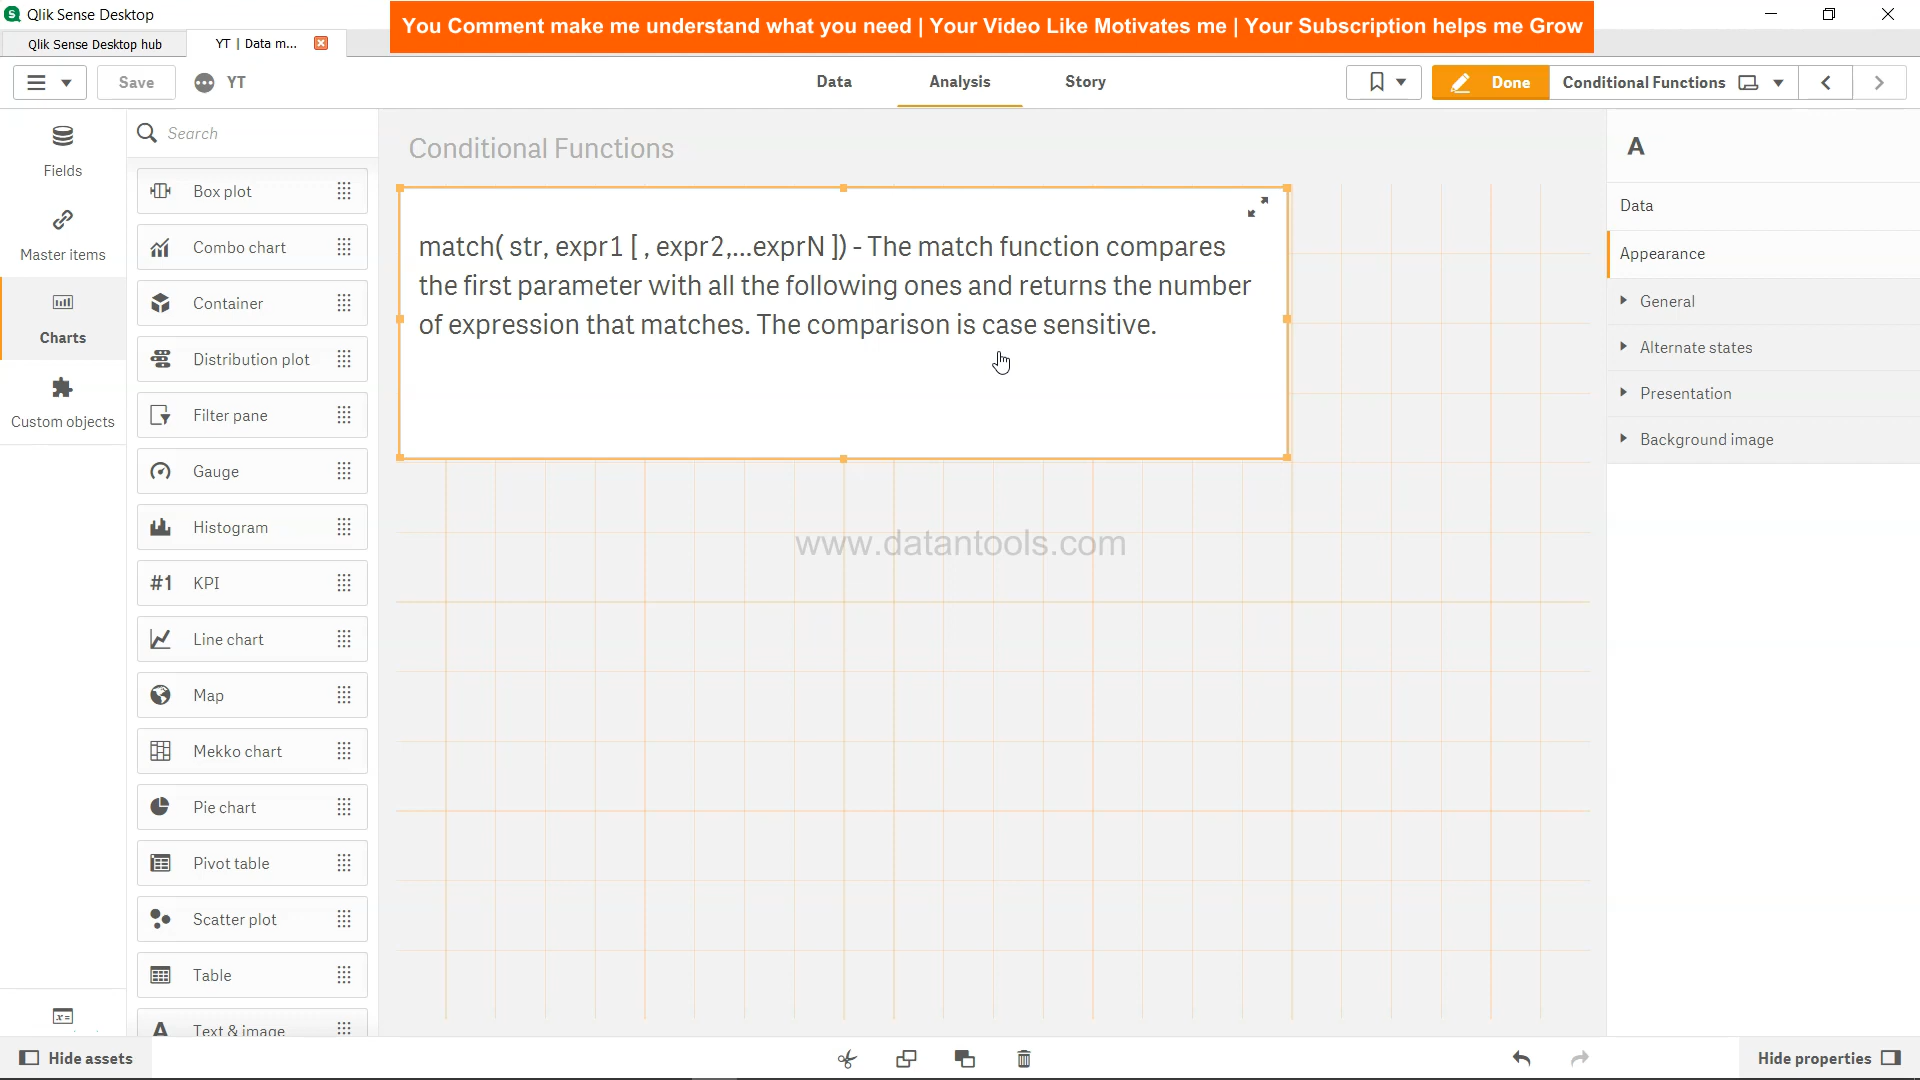 Qlik Sense Desktop
You Comment make me understand what you need | Your Video Like Motivates me | Your Subscription helps me Grow
Qlik Sense Desktop hub
YT | Data m...
Save
YT
Data
Analysis
Story
Done
Conditional Functions
Fields
Master items
Charts
Custom objects
Search
Box plot
Combo chart
Container
Distribution plot
Filter pane
Gauge
Histogram
#1 KPI
Line chart
Map
Mekko chart
Pie chart
Pivot table
Scatter plot
Table
A Text & image
Conditional Functions
match( str, expr1 [ , expr2,...exprN ]) - The match function compares
the first parameter with all the following ones and returns the number
of expression that matches. The comparison is case sensitive.
www.datantools.com
A
Data
Appearance
General
Alternate states
Presentation
Background image
Hide assets
Hide properties